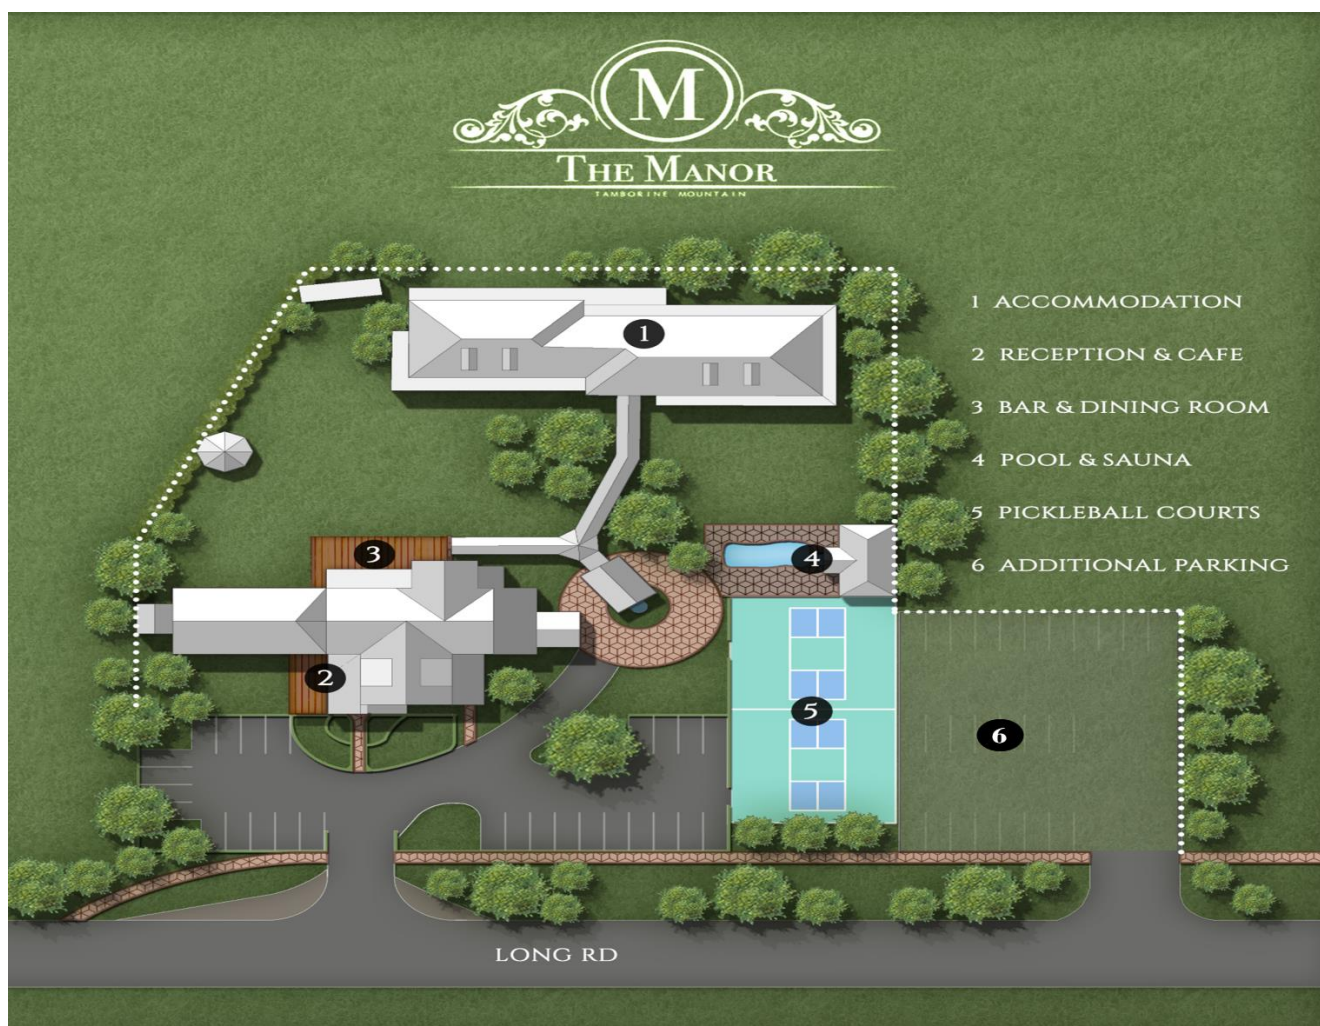 M
THE MANOR
TAMBORINE MOUNTAIN
1 ACCOMMODATION
2 RECEPTION & CAFE
3 BAR & DINING ROOM
4 POOL & SAUNA
5 PICKLEBALL COURTS
6 ADDITIONAL PARKING
1
3
4
2
5
6
LONG RD